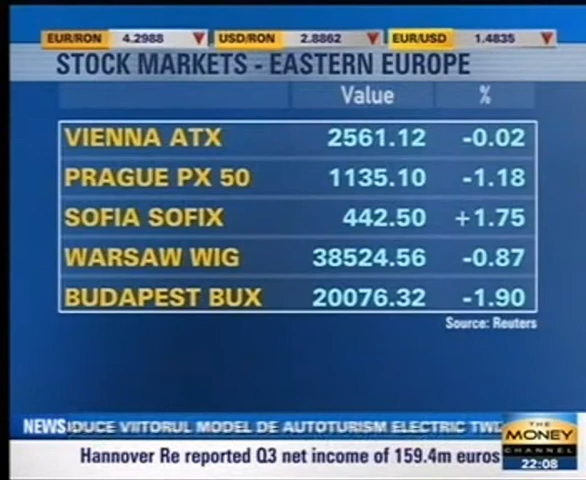 EUR/RON 4.2988 USD/RON 2.8862 EUR/USD 1.4835
STOCK MARKETS - EASTERN EUROPE
Value %
VIENNA ATX 2561.12 -0.02
PRAGUE PX 50 1135.10 -1.18
SOFIA SOFIX 442.50 +1.75
WARSAW WIG 38524.56 -0.87
BUDAPEST BUX 20076.32 -1.90
Source: Reuters
NEWS IDUCE VIITORUL MODEL DE AUTOTURISM ELECTRIC
THE
MONEY
CHANNEL
Hannover Re reported Q3 net income of 159.4m euros
22:08